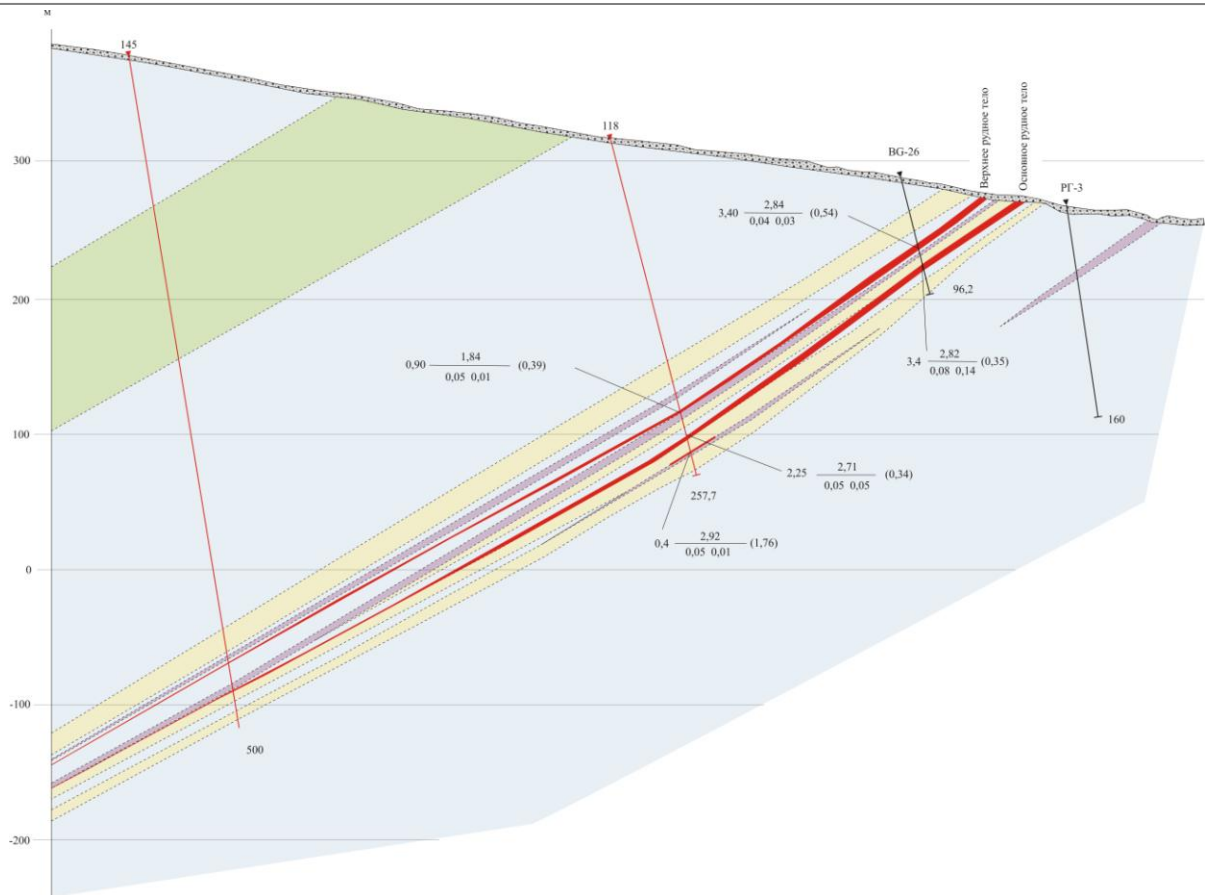 м
145
118
BG-26
Верхнее рудное тело
Основное рудное тело
РГ-3
300
3,40 2,84 (0,54)
0,04 0,03
200
96,2
0,90 1,84 (0,39)
0,05 0,01
3,4 2,82 (0,35)
0,08 0,14
160
100
2,25 2,71 (0,34)
0,05 0,05
257,7
0,4 2,92 (1,76)
0,05 0,01
0
-100
500
-200